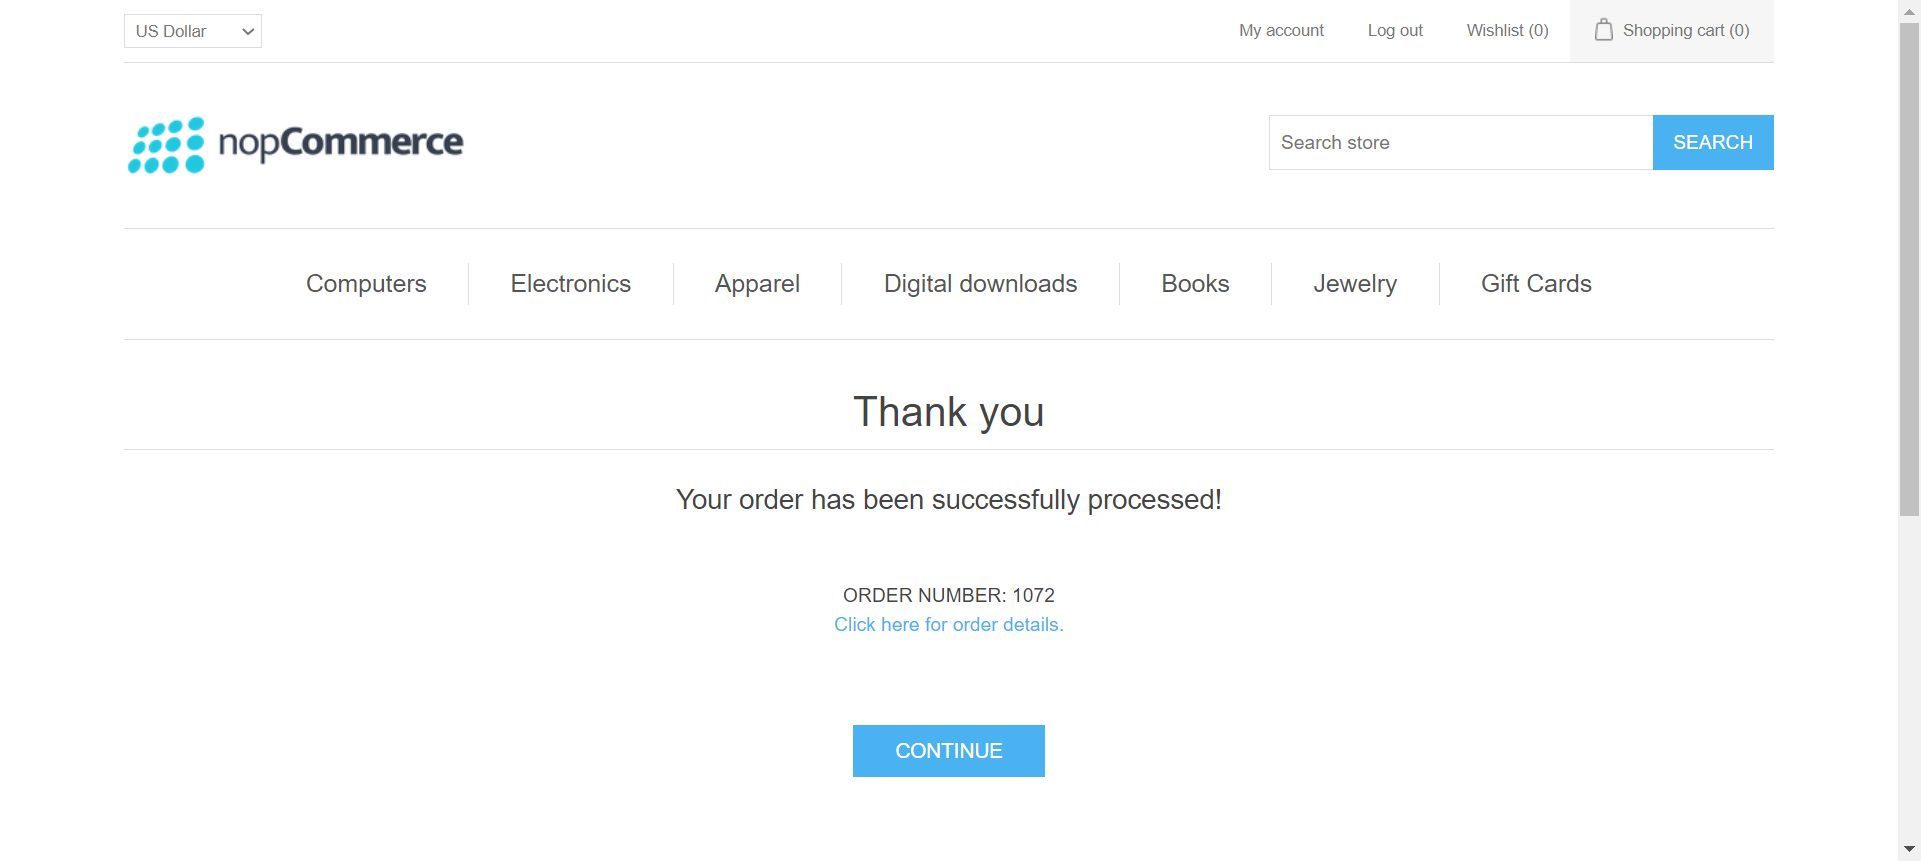 US Dollar My account Log out Wishlist (0) Shopping cart (0)
nopCommerce Search store SEARCH
Computers Electronics Apparel Digital downloads Books Jewelry Gift Cards
Thank you
Your order has been successfully processed!
ORDER NUMBER: 1072
Click here for order details.
CONTINUE